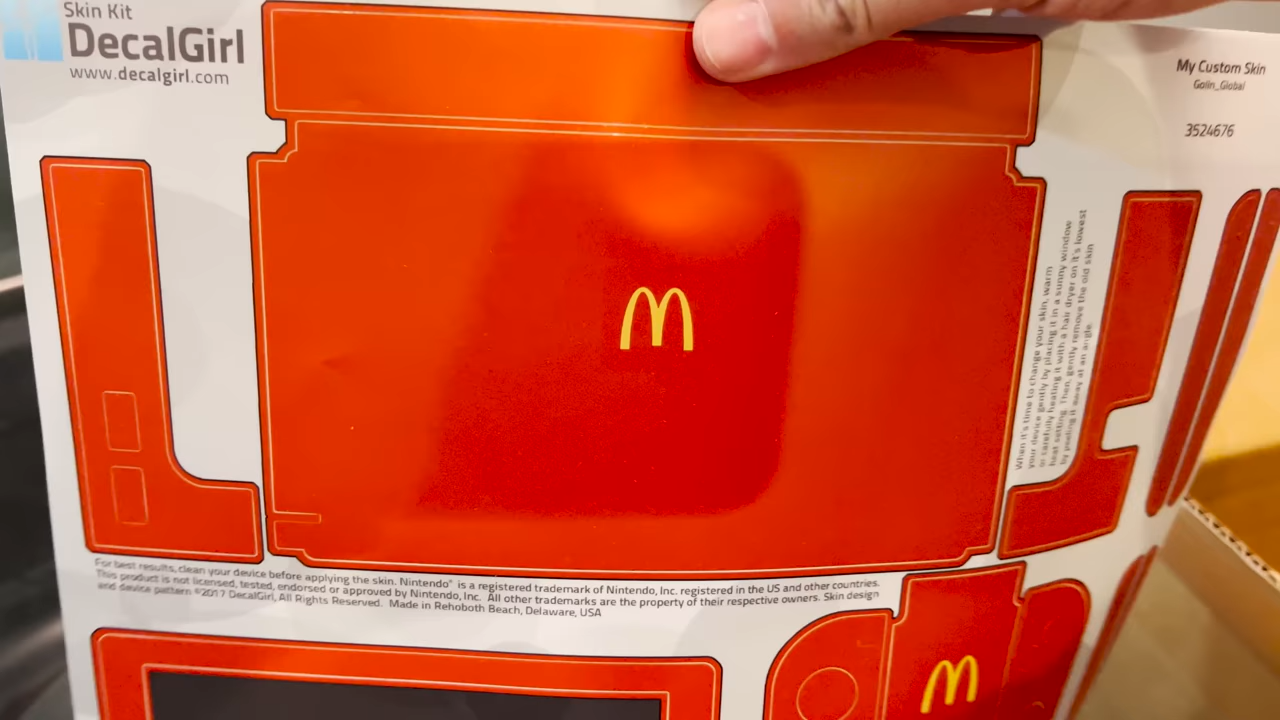 Skin Kit
DecalGirl
www.decalgirl.com
My Custom Skin
Golin_Global
3524676
When it's time to change your skin, warm
your device gently by placing it in a sunny window
or carefully heating it with a hair dryer on it's lowest
heat setting. Then, gently remove the old skin
by peeling it away at an angle.
For best results, clean your device before applying the skin. Nintendo® is a registered trademark of Nintendo, Inc. registered in the US and other countries.
This product is not licensed, tested, endorsed or approved by Nintendo, Inc. All other trademarks are the property of their respective owners. Skin design
and device pattern ©2017 DecalGirl, All Rights Reserved. Made in Rehoboth Beach, Delaware, USA